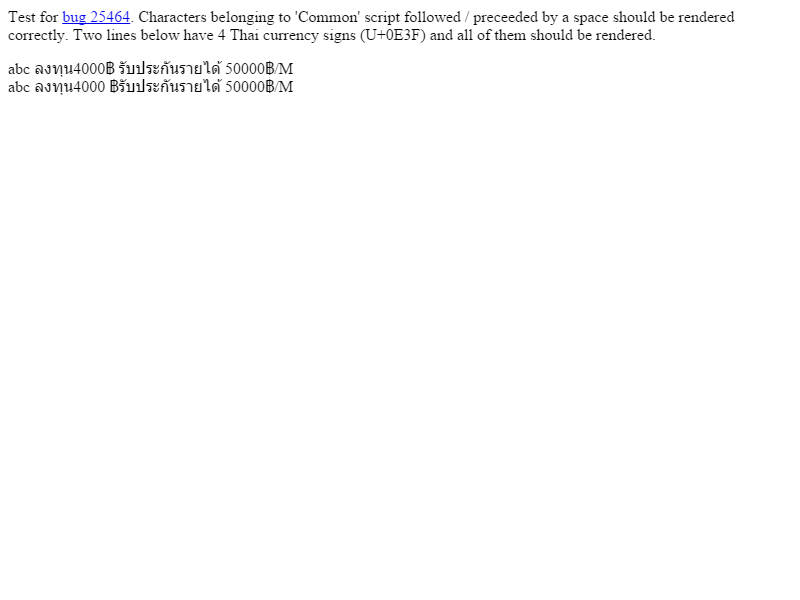 Test for bug 25464. Characters belonging to 'Common' script followed / preceeded by a space should be rendered
correctly. Two lines below have 4 Thai currency signs (U+0E3F) and all of them should be rendered.
abc ลงทุน4000฿ รับประกันรายได้ 50000฿/M
abc ลงทุน4000 ฿รับประกันรายได้ 50000฿/M